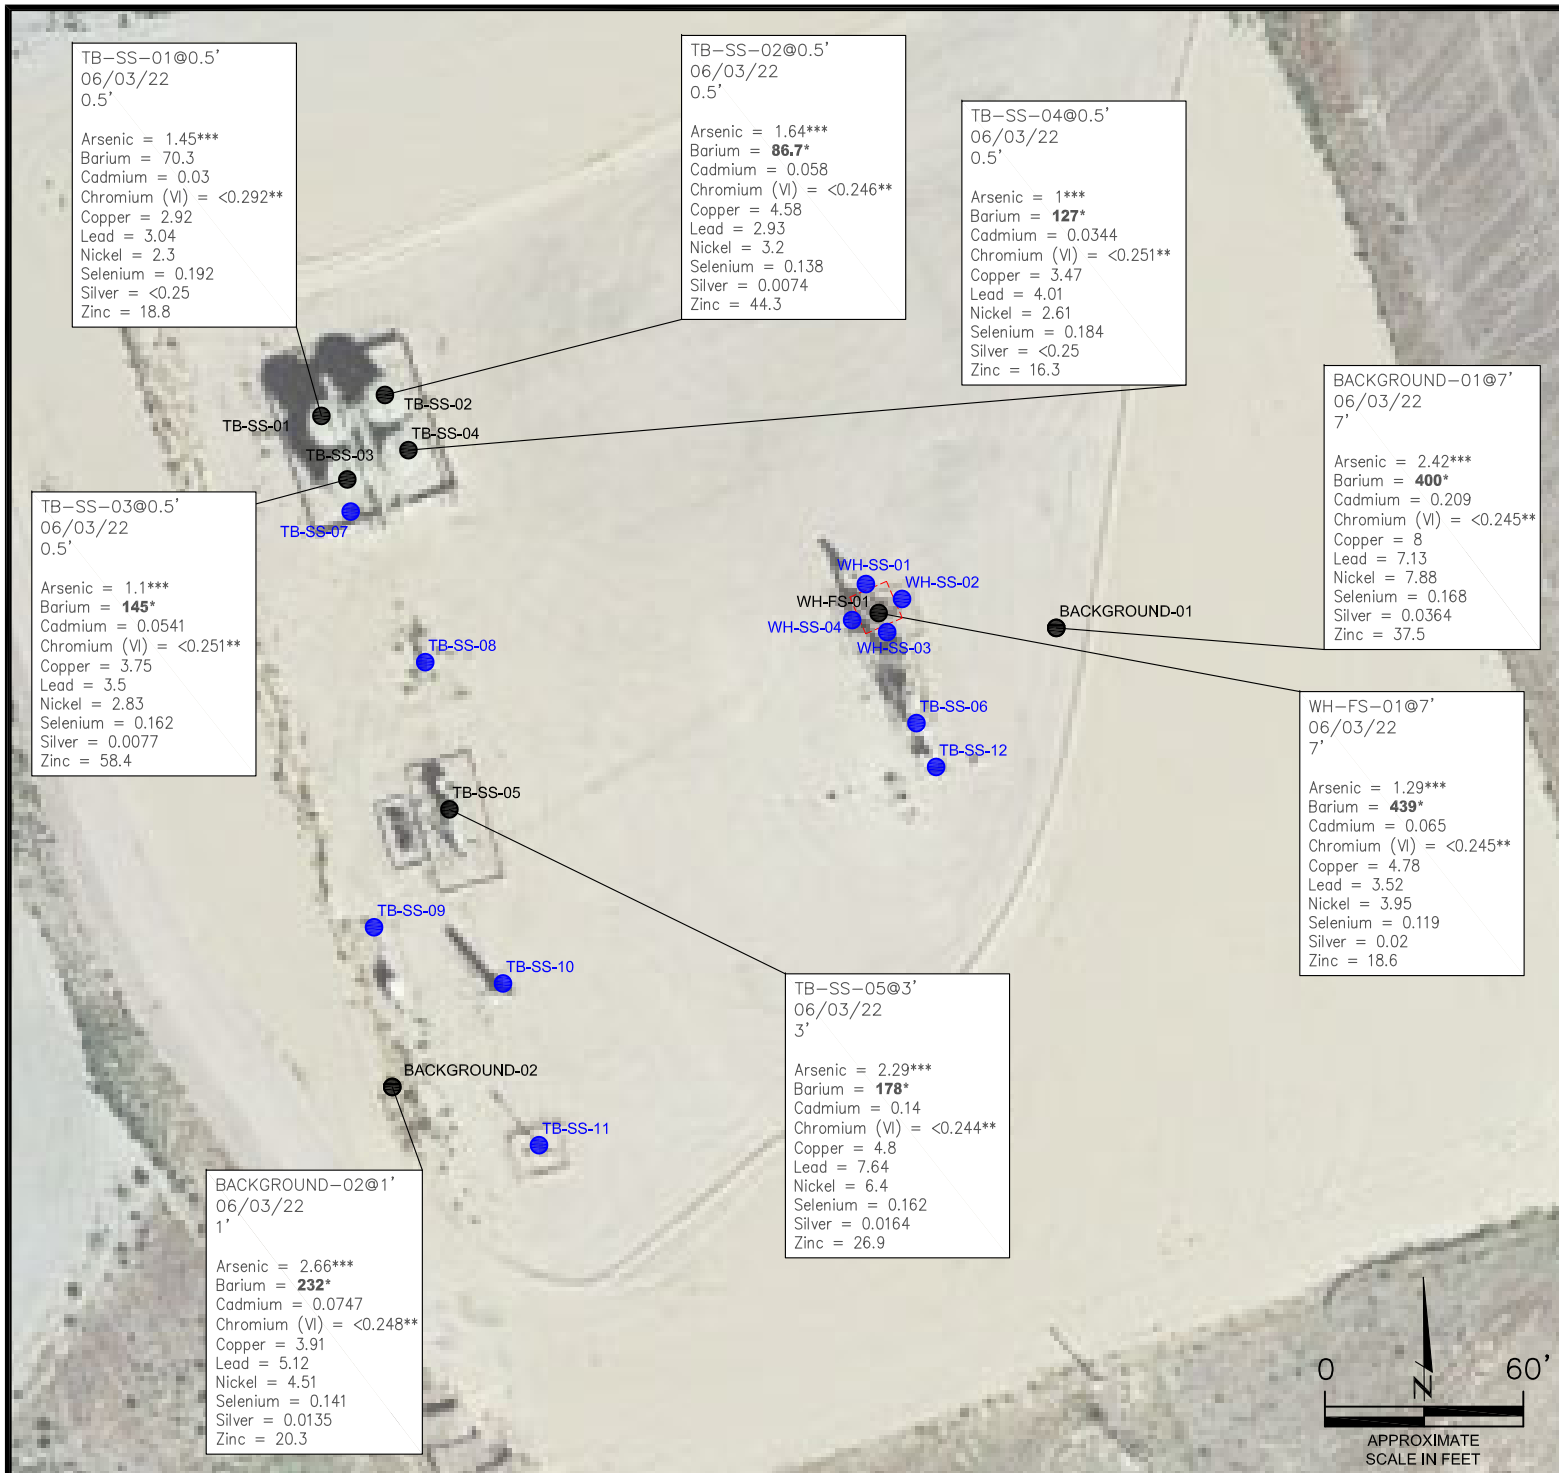 TB-SS-01@0.5'
06/03/22
0.5'
Arsenic = 1.45***
Barium = 70.3
Cadmium = 0.03
Chromium (VI) = <0.292**
Copper = 2.92
Lead = 3.04
Nickel = 2.3
Selenium = 0.192
Silver = <0.25
Zinc = 18.8
TB-SS-02@0.5'
06/03/22
0.5'
Arsenic = 1.64***
Barium = 86.7*
Cadmium = 0.058
Chromium (VI) = <0.246**
Copper = 4.58
Lead = 2.93
Nickel = 3.2
Selenium = 0.138
Silver = 0.0074
Zinc = 44.3
TB-SS-04@0.5'
06/03/22
0.5'
Arsenic = 1***
Barium = 127*
Cadmium = 0.0344
Chromium (VI) = <0.251**
Copper = 3.47
Lead = 4.01
Nickel = 2.61
Selenium = 0.184
Silver = <0.25
Zinc = 16.3
BACKGROUND-01@7'
06/03/22
7'
Arsenic = 2.42***
Barium = 400*
Cadmium = 0.209
Chromium (VI) = <0.245**
Copper = 8
Lead = 7.13
Nickel = 7.88
Selenium = 0.168
Silver = 0.0364
Zinc = 37.5
TB-SS-02
TB-SS-01
TB-SS-04
TB-SS-03
TB-SS-07
TB-SS-03@0.5'
06/03/22
0.5'
Arsenic = 1.1***
Barium = 145*
Cadmium = 0.0541
Chromium (VI) = <0.251**
Copper = 3.75
Lead = 3.5
Nickel = 2.83
Selenium = 0.162
Silver = 0.0077
Zinc = 58.4
WH-SS-01
WH-SS-02
WH-FS-01
WH-SS-04
WH-SS-03
BACKGROUND-01
TB-SS-08
TB-SS-06
TB-SS-12
WH-FS-01@7'
06/03/22
7'
Arsenic = 1.29***
Barium = 439*
Cadmium = 0.065
Chromium (VI) = <0.245**
Copper = 4.78
Lead = 3.52
Nickel = 3.95
Selenium = 0.119
Silver = 0.02
Zinc = 18.6
TB-SS-05
TB-SS-09
TB-SS-10
TB-SS-05@3'
06/03/22
3'
Arsenic = 2.29***
Barium = 178*
Cadmium = 0.14
Chromium (VI) = <0.244**
Copper = 4.8
Lead = 7.64
Nickel = 6.4
Selenium = 0.162
Silver = 0.0164
Zinc = 26.9
BACKGROUND-02
TB-SS-11
BACKGROUND-02@1'
06/03/22
1'
Arsenic = 2.66***
Barium = 232*
Cadmium = 0.0747
Chromium (VI) = <0.248**
Copper = 3.91
Lead = 5.12
Nickel = 4.51
Selenium = 0.141
Silver = 0.0135
Zinc = 20.3
0 60'
N
APPROXIMATE
SCALE IN FEET